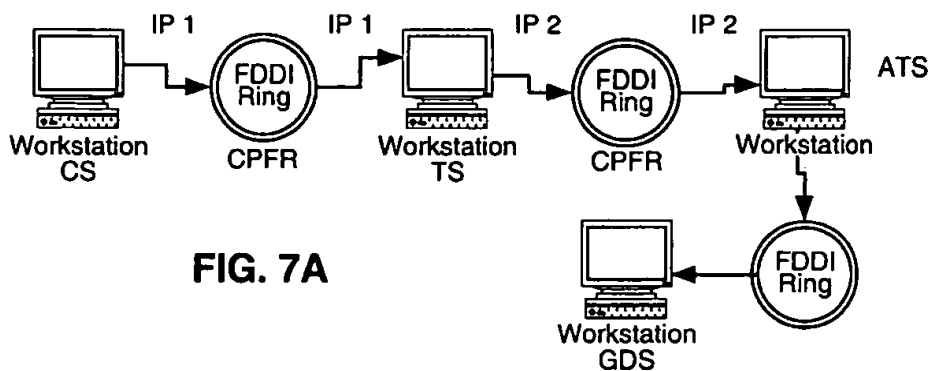 IP 1
IP 1
IP 2
IP 2
FDDI
Ring
FDDI
Ring
ATS
Workstation
CS
CPFR
Workstation
TS
CPFR
Workstation
FIG. 7A
FDDI
Ring
Workstation
GDS